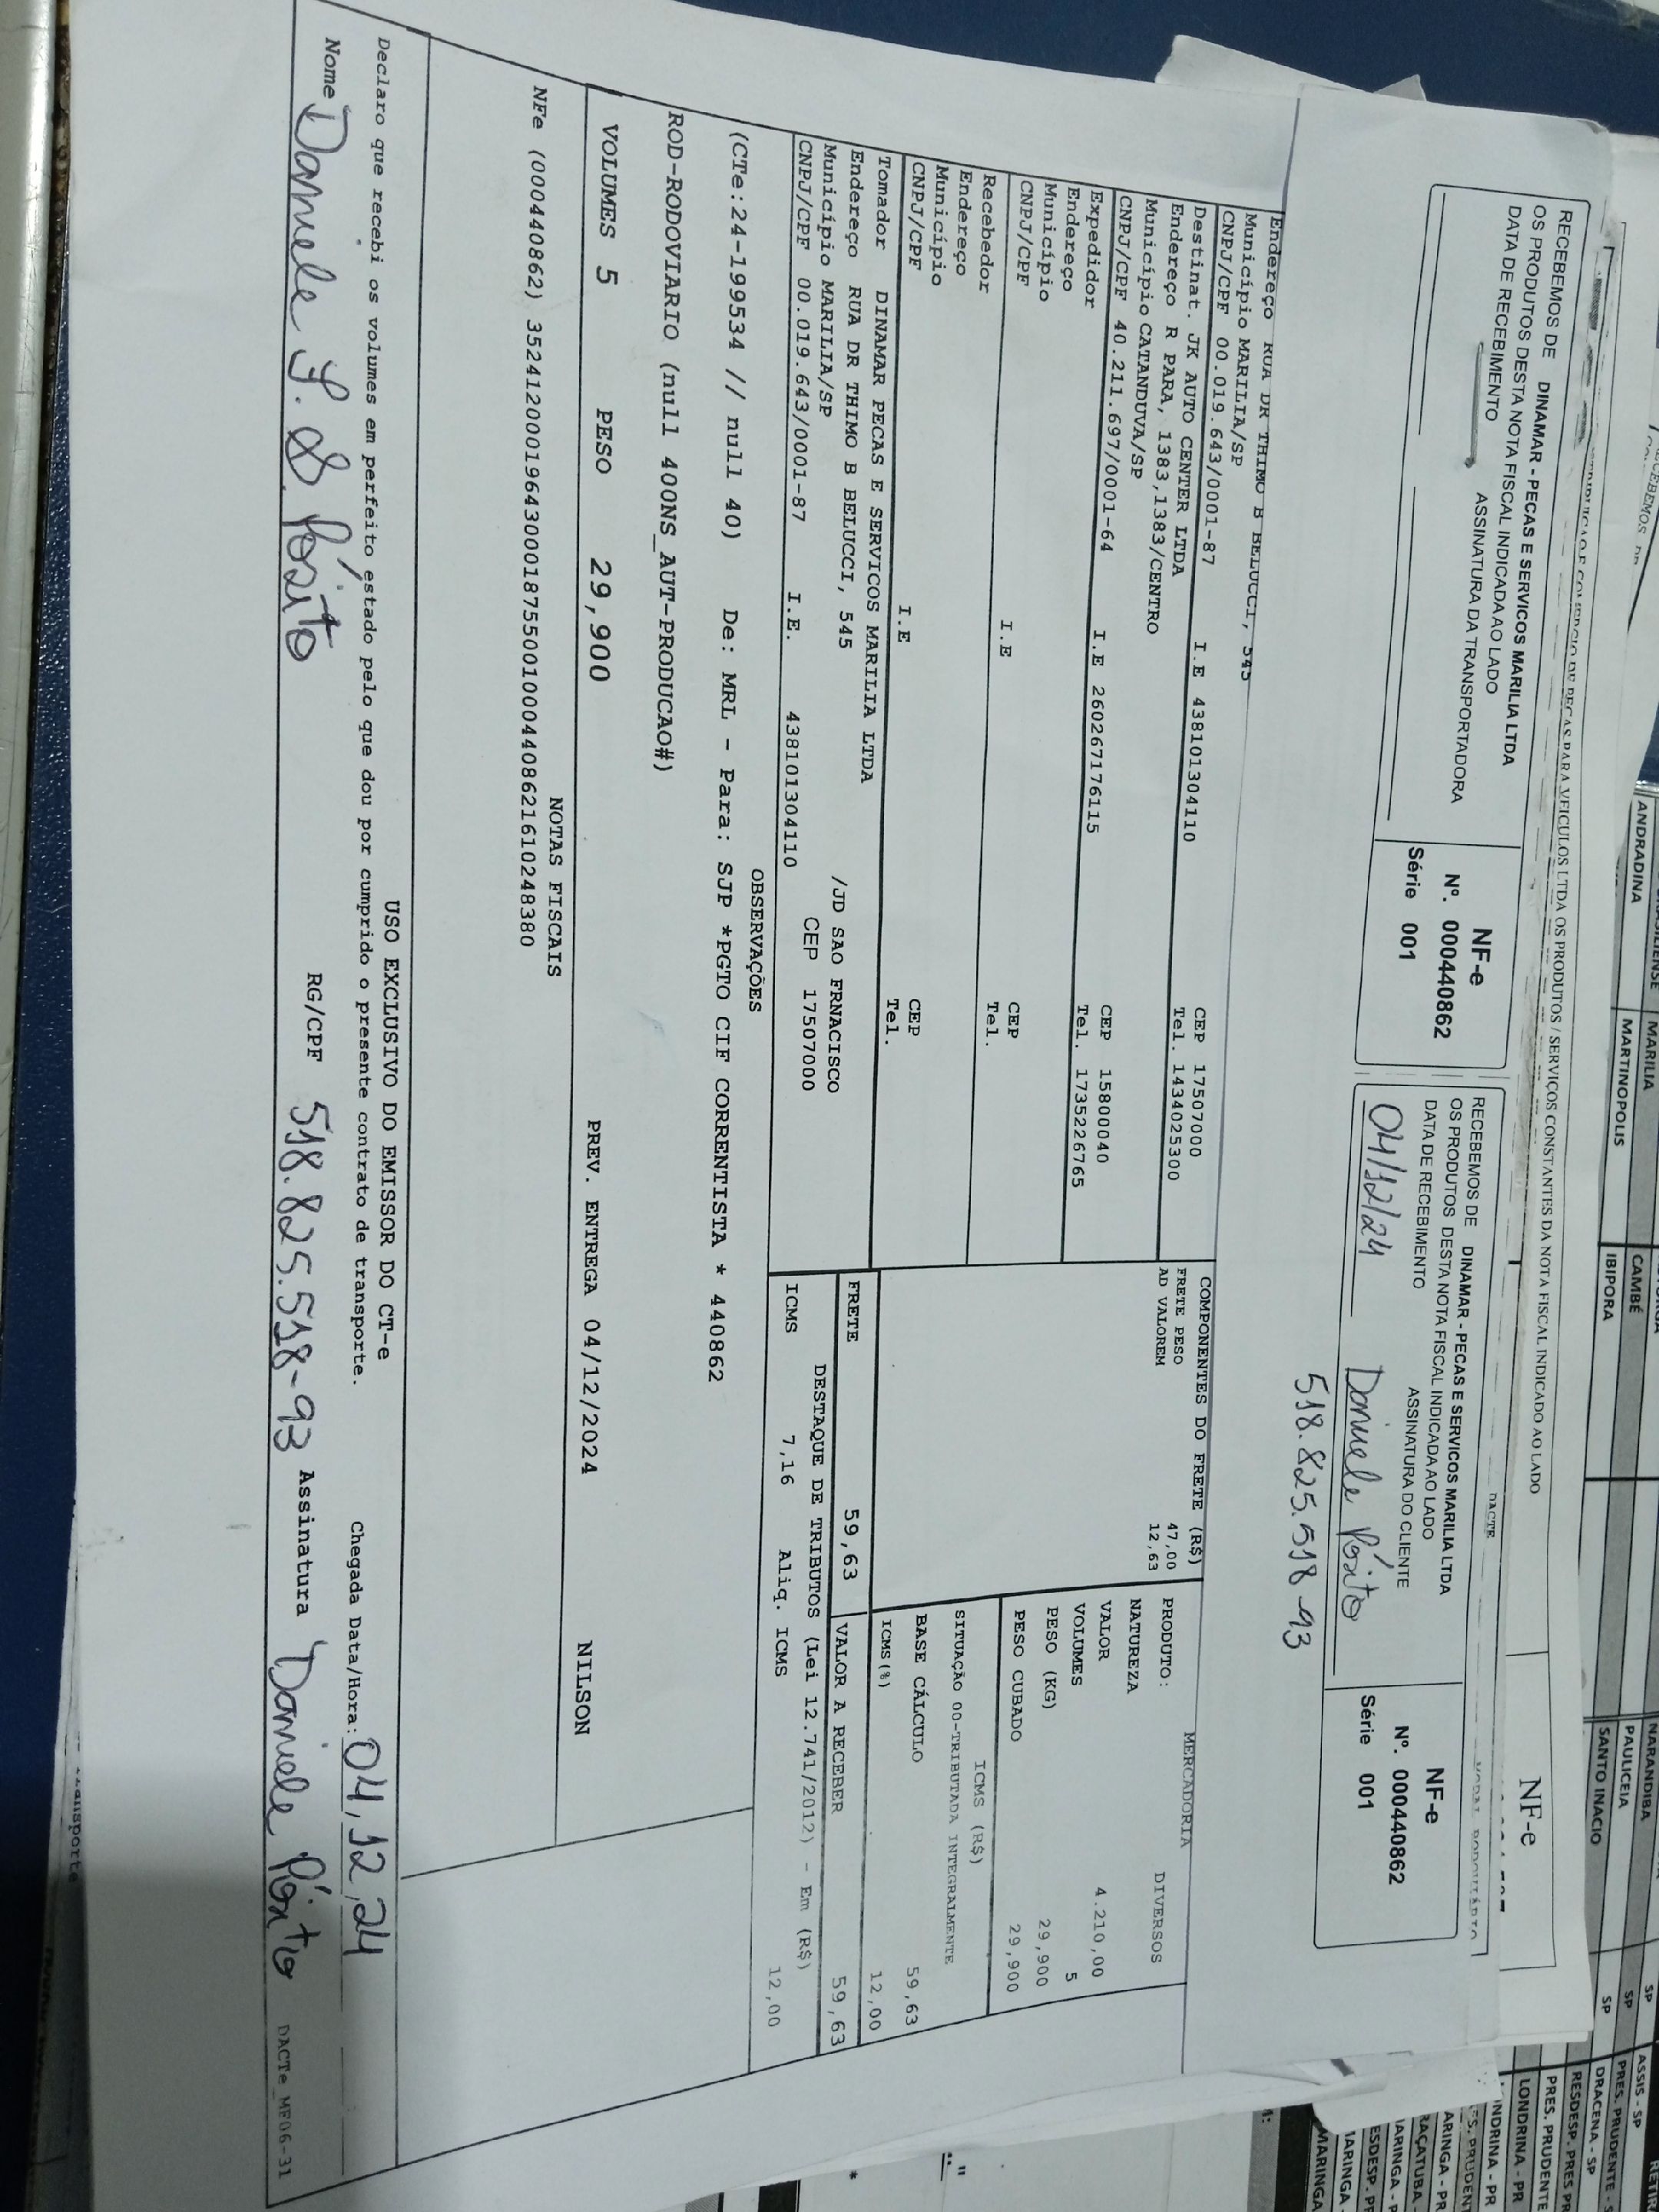 RECEBEMOS DE DINAMAR - PECAS E SERVICOS MARILIA LTDA
OS PRODUTOS DESTA NOTA FISCAL INDICADA AO LADO
DATA DE RECEBIMENTO ASSINATURA DA TRANSPORTADORA
NF-e
Nº. 000440862
Série 001
RECEBEMOS DE DINAMAR - PECAS E SERVICOS MARILIA LTDA
OS PRODUTOS DESTA NOTA FISCAL INDICADA AO LADO
DATA DE RECEBIMENTO ASSINATURA DO CLIENTE
04/12/24 Daniele Pósito
518.825.518-93
NF-e
Nº. 000440862
Série 001
Endereço RUA DR THIMO B BELUCCI, 545
Município MARILIA/SP
CNPJ/CPF 00.019.643/0001-87 I.E 438101304110 CEP 17507000
Destinat. JK AUTO CENTER LTDA Tel. 1434025300
Endereço R PARA, 1383,1383/CENTRO
Município CATANDUVA/SP CEP 15800040
CNPJ/CPF 40.211.697/0001-64 I.E 260267176115 Tel. 1735226765
Expedidor
Endereço
Município CEP
CNPJ/CPF I.E Tel.
Recebedor
Endereço
Município CEP
CNPJ/CPF I.E Tel.
Tomador DINAMAR PECAS E SERVICOS MARILIA LTDA
Endereço RUA DR THIMO B BELUCCI, 545 /JD SAO FRNACISCO
Município MARILIA/SP CEP 17507000
CNPJ/CPF 00.019.643/0001-87 I.E. 438101304110
COMPONENTES DO FRETE (R$)
FRETE PESO 47,00
AD VALOREM 12,63
FRETE 59,63
MERCADORIA
PRODUTO: DIVERSOS
NATUREZA
VALOR 4.210,00
VOLUMES 5
PESO (KG) 29,900
PESO CUBADO 29,900
ICMS (R$)
SITUAÇÃO 00-TRIBUTADA INTEGRALMENTE
BASE CÁLCULO 59,63
ICMS(%) 12,00
VALOR A RECEBER 59,63
DESTAQUE DE TRIBUTOS (Lei 12.741/2012) - Em (R$)
ICMS 7,16 Aliq. ICMS 12,00
OBSERVAÇÕES
(CTe:24-199534 // null 40) De: MRL - Para: SJP *PGTO CIF CORRENTISTA * 440862
ROD-RODOVIARIO (null 400NS_AUT-PRODUCAO#)
VOLUMES 5 PESO 29,900 PREV. ENTREGA 04/12/2024 NILSON
NOTAS FISCAIS
NFe (000440862) 35241200019643000187550010004408621610248380
USO EXCLUSIVO DO EMISSOR DO CT-e
Declaro que recebi os volumes em perfeito estado pelo que dou por cumprido o presente contrato de transporte. Chegada Data/Hora: 04,12,24
Nome Daniele S. S. Pósito RG/CPF 518.825.518-93 Assinatura Daniele Pósito
DACTe_MF06-31
DACTE
NF-e
ANDRADINA
MARILIA
MARTINOPOLIS
CAMBÉ
IBIPORA
NARANDIBA
PAULICEIA
SANTO INACIO
SP
SP
SP
ASSIS - SP
DRACENA - SP
LONDRINA - PR